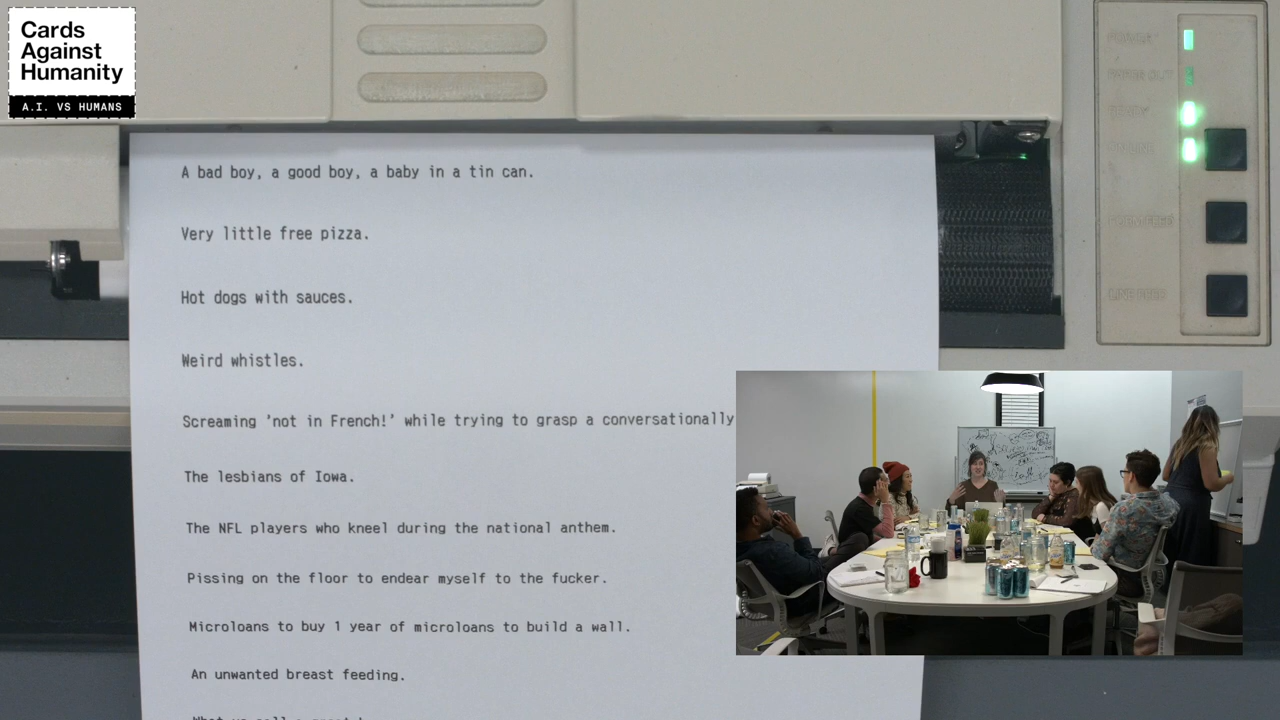 Cards
Against
Humanity
A.I. VS HUMANS
A bad boy, a good boy, a baby in a tin can.
Very little free pizza.
Hot dogs with sauces.
Weird whistles.
Screaming 'not in French!' while trying to grasp a conversationally
The lesbians of Iowa.
The NFL players who kneel during the national anthem.
Pissing on the floor to endear myself to the fucker.
Microloans to buy 1 year of microloans to build a wall.
An unwanted breast feeding.